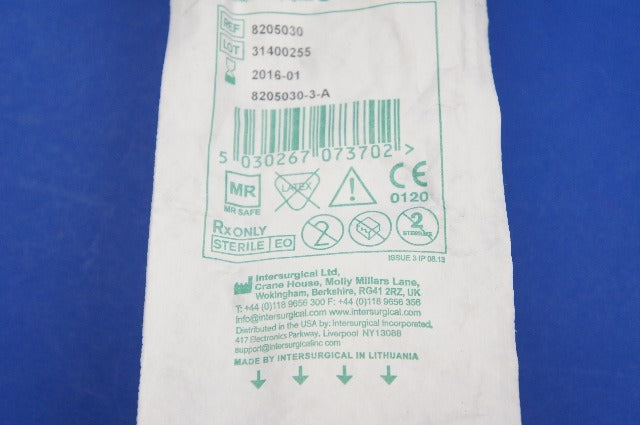 REF 8205030
LOT 31400255
2016-01
8205030-3-A
5 030267 073702 >
MR LATEX CE
MR SAFE 0120
RX ONLY
STERILE EO 2 2 STERILIZE
ISSUE 3 IP 08.13
Intersurgical Ltd,
Crane House, Molly Millars Lane,
Wokingham, Berkshire, RG41 2RZ, UK
T: +44 (0)118 9656 300 F: +44 (0)118 9656 356
info@intersurgical.com www.intersurgical.com
Distributed in the USA by: Intersurgical Incorporated,
417 Electronics Parkway, Liverpool NY13088
support@intersurgicalinc.com
MADE BY INTERSURGICAL IN LITHUANIA